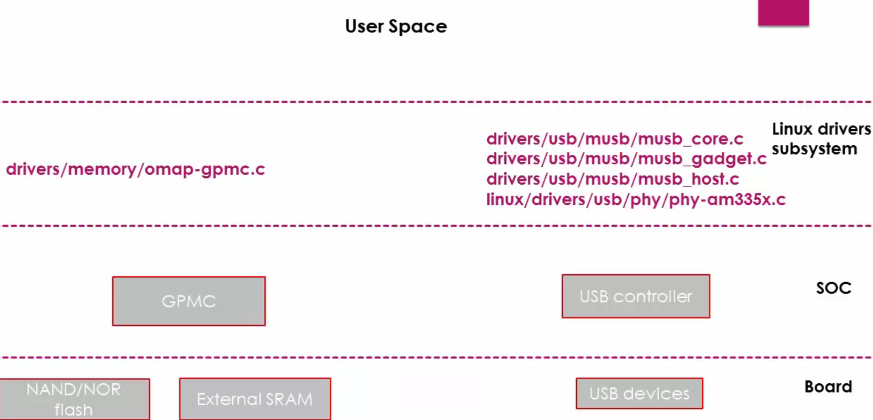 User Space
Linux drivers
subsystem
drivers/memory/omap-gpmc.c
drivers/usb/musb/musb_core.c
drivers/usb/musb/musb_gadget.c
drivers/usb/musb/musb_host.c
linux/drivers/usb/phy/phy-am335x.c
GPMC
USB controller
SOC
NAND/NOR
flash
External SRAM
USB devices
Board